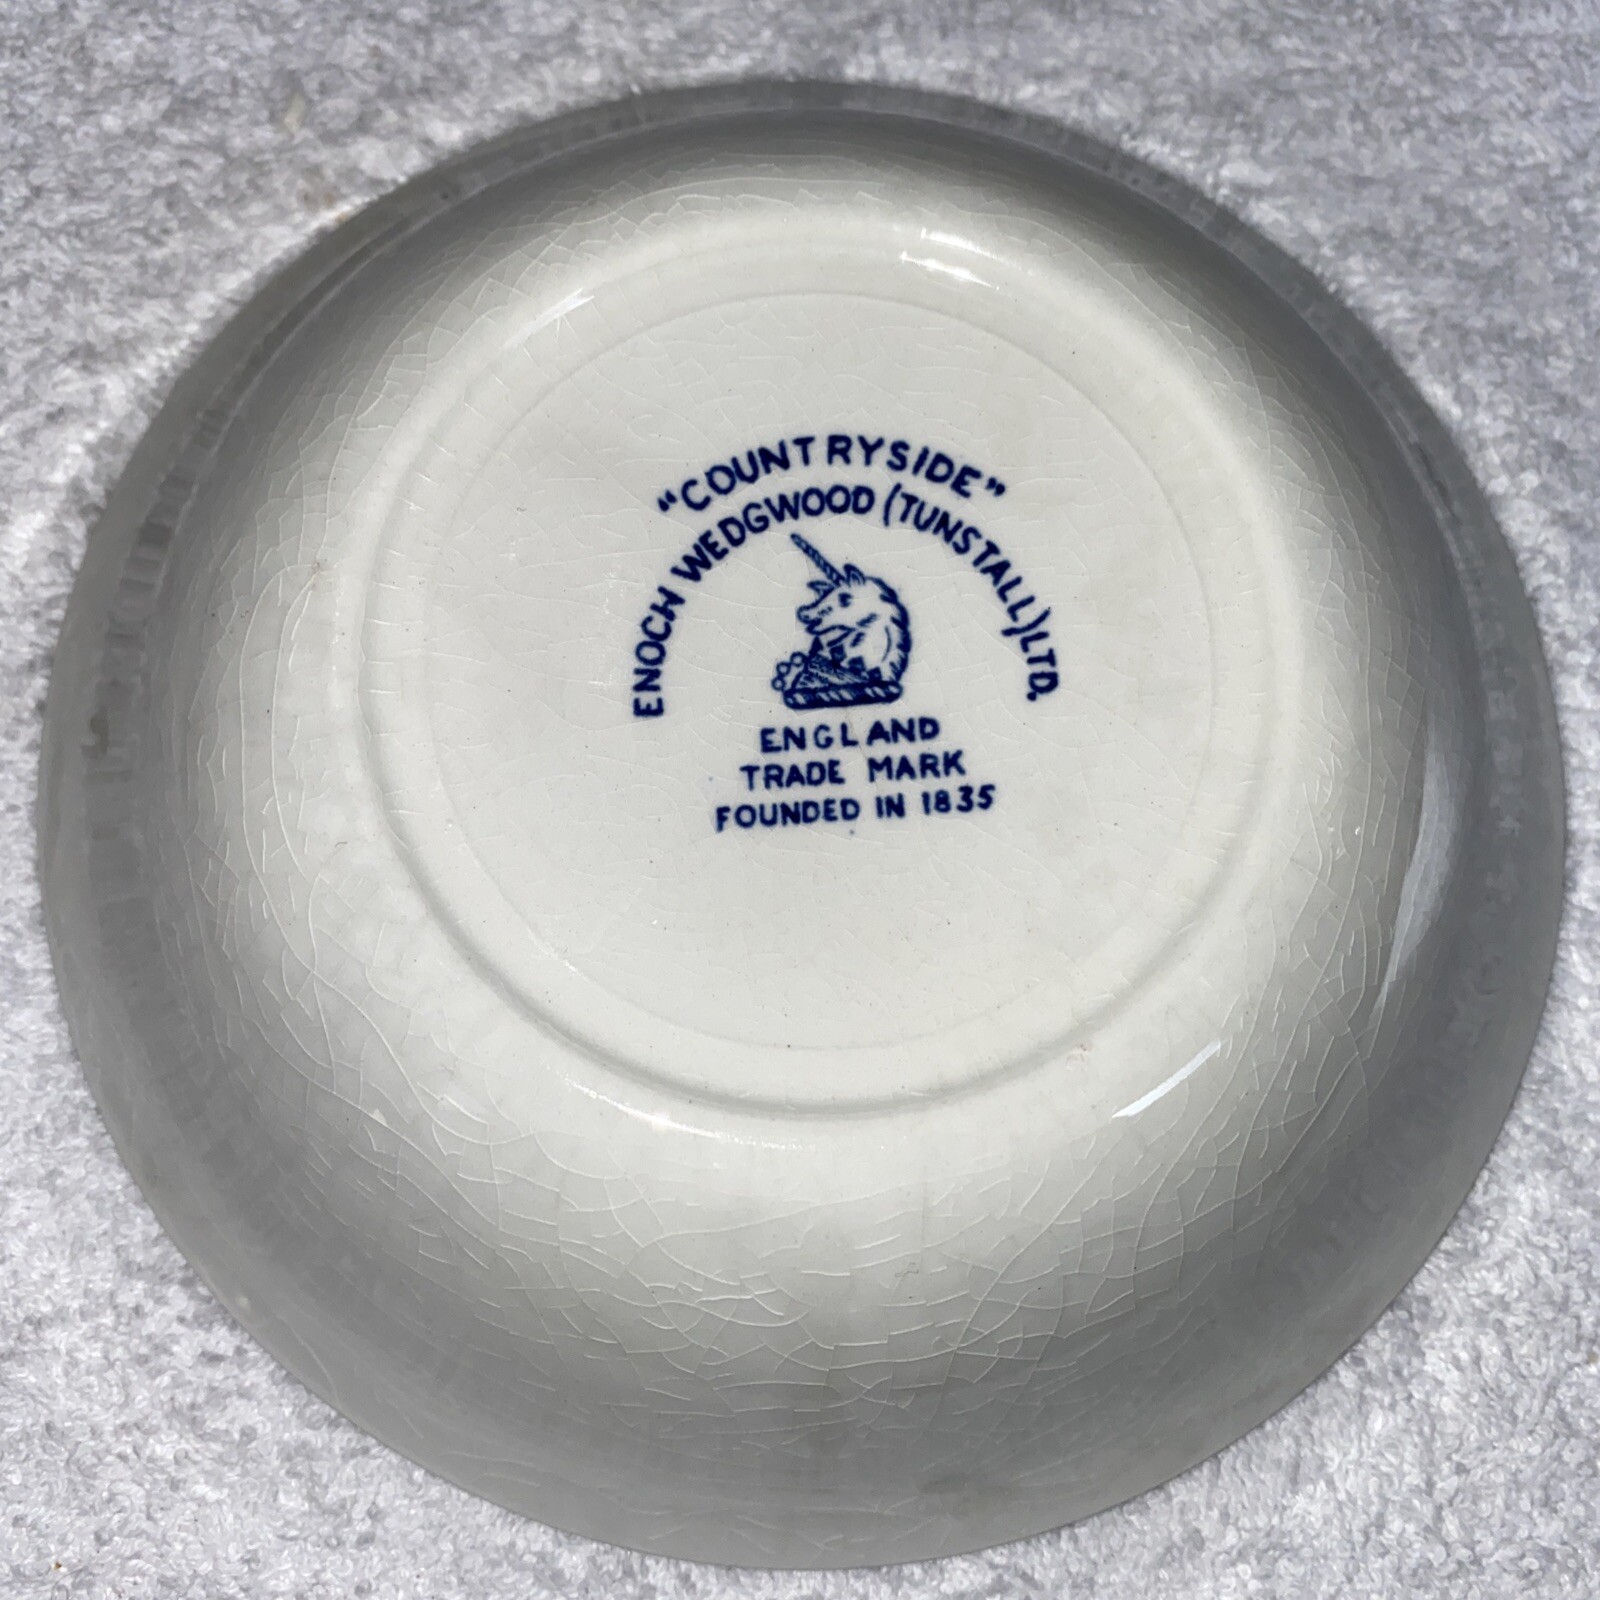 "COUNTRYSIDE"
ENOCH WEDGWOOD (TUNSTALL) LTD.
ENGLAND
TRADE MARK
FOUNDED IN 1835